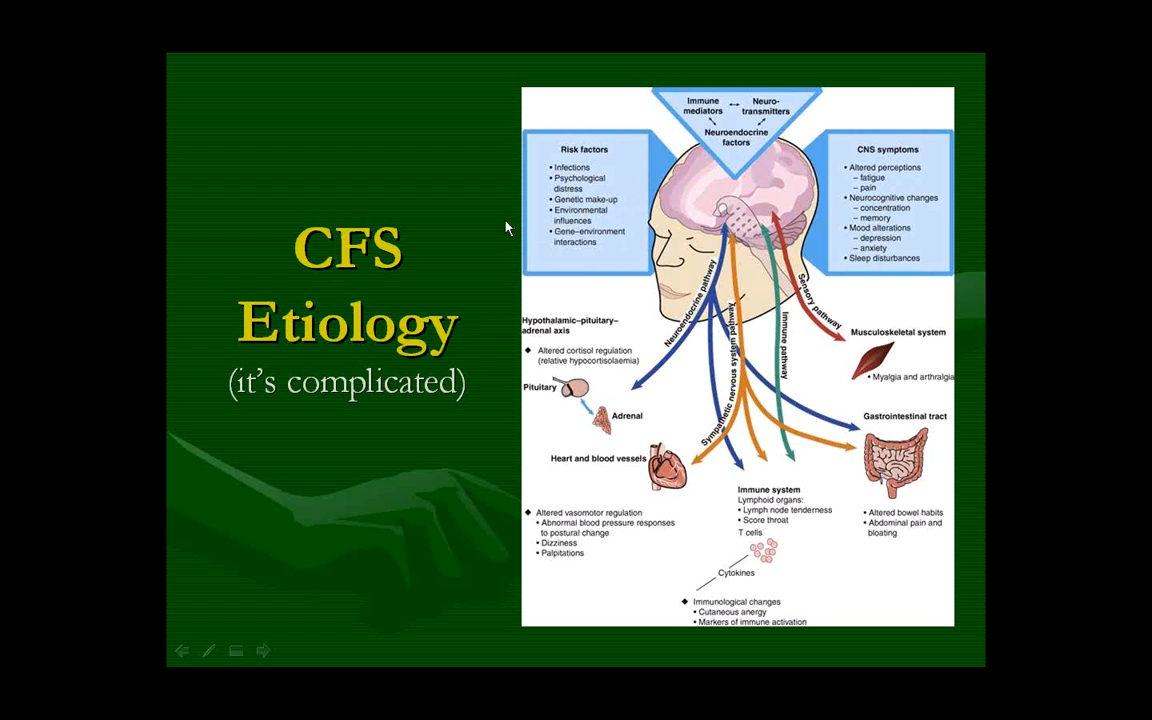 CFS
Etiology
(it's complicated)
Immune
mediators
Neuro-
transmitters
Neuroendocrine
factors
Risk factors
• Infections
• Psychological
distress
• Genetic make-up
• Environmental
influences
• Gene–environment
interactions
CNS symptoms
• Altered perceptions
– fatigue
– pain
• Neurocognitive changes
– concentration
– memory
• Mood alterations
– depression
– anxiety
• Sleep disturbances
Neuroendocrine pathway
Sympathetic nervous system pathway
Immune pathway
Sensory pathway
Hypothalamic–pituitary–
adrenal axis
◆ Altered cortisol regulation
(relative hypocortisolaemia)
Pituitary
Adrenal
Musculoskeletal system
• Myalgia and arthralgia
Gastrointestinal tract
• Altered bowel habits
• Abdominal pain and
bloating
Heart and blood vessels
◆ Altered vasomotor regulation
• Abnormal blood pressure responses
to postural change
• Dizziness
• Palpitations
Immune system
Lymphoid organs:
• Lymph node tenderness
• Score throat
T cells
Cytokines
◆ Immunological changes
• Cutaneous anergy
• Markers of immune activation